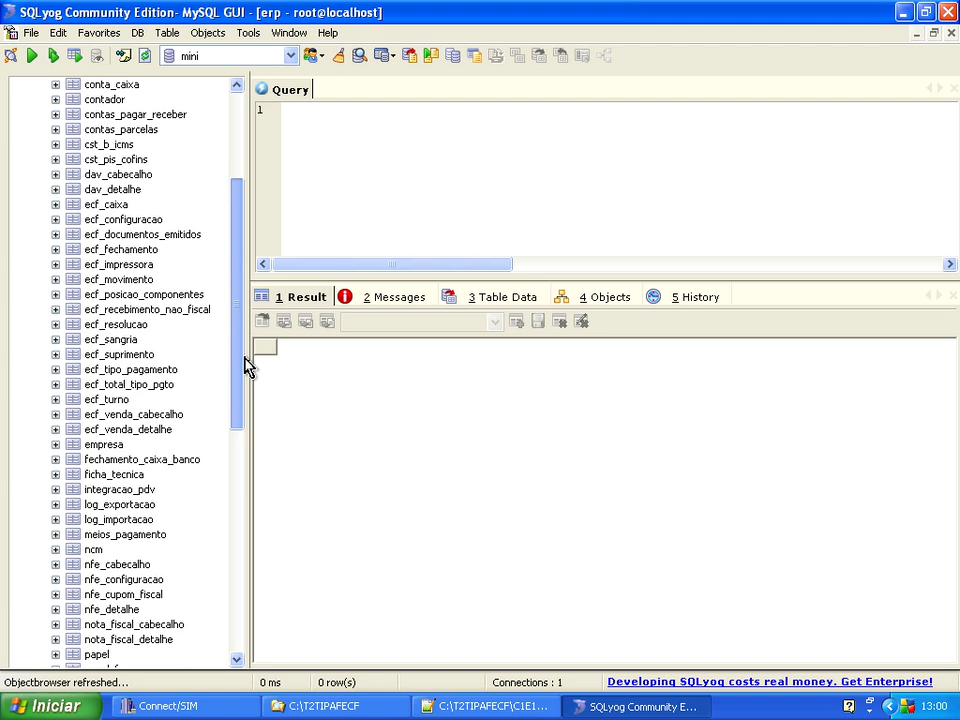 SQLyog Community Edition- MySQL GUI - [erp - root@localhost]
File Edit Favorites DB Table Objects Tools Window Help
mini
conta_caixa
contador
contas_pagar_receber
contas_parcelas
cst_b_icms
cst_pis_cofins
dav_cabecalho
dav_detalhe
ecf_caixa
ecf_configuracao
ecf_documentos_emitidos
ecf_fechamento
ecf_impressora
ecf_movimento
ecf_posicao_componentes
ecf_recebimento_nao_fiscal
ecf_resolucao
ecf_sangria
ecf_suprimento
ecf_tipo_pagamento
ecf_total_tipo_pgto
ecf_turno
ecf_venda_cabecalho
ecf_venda_detalhe
empresa
fechamento_caixa_banco
ficha_tecnica
integracao_pdv
log_exportacao
log_importacao
meios_pagamento
ncm
nfe_cabecalho
nfe_configuracao
nfe_cupom_fiscal
nfe_detalhe
nota_fiscal_cabecalho
nota_fiscal_detalhe
papel
Query
1
1 Result 2 Messages 3 Table Data 4 Objects 5 History
Objectbrowser refreshed... 0 ms 0 row(s) Connections : 1 Developing SQLyog costs real money. Get Enterprise!
Iniciar Connect/SIM C:\T2TIPAFECF C:\T2TIPAFECF\C1E1... SQLyog Community E... 13:00